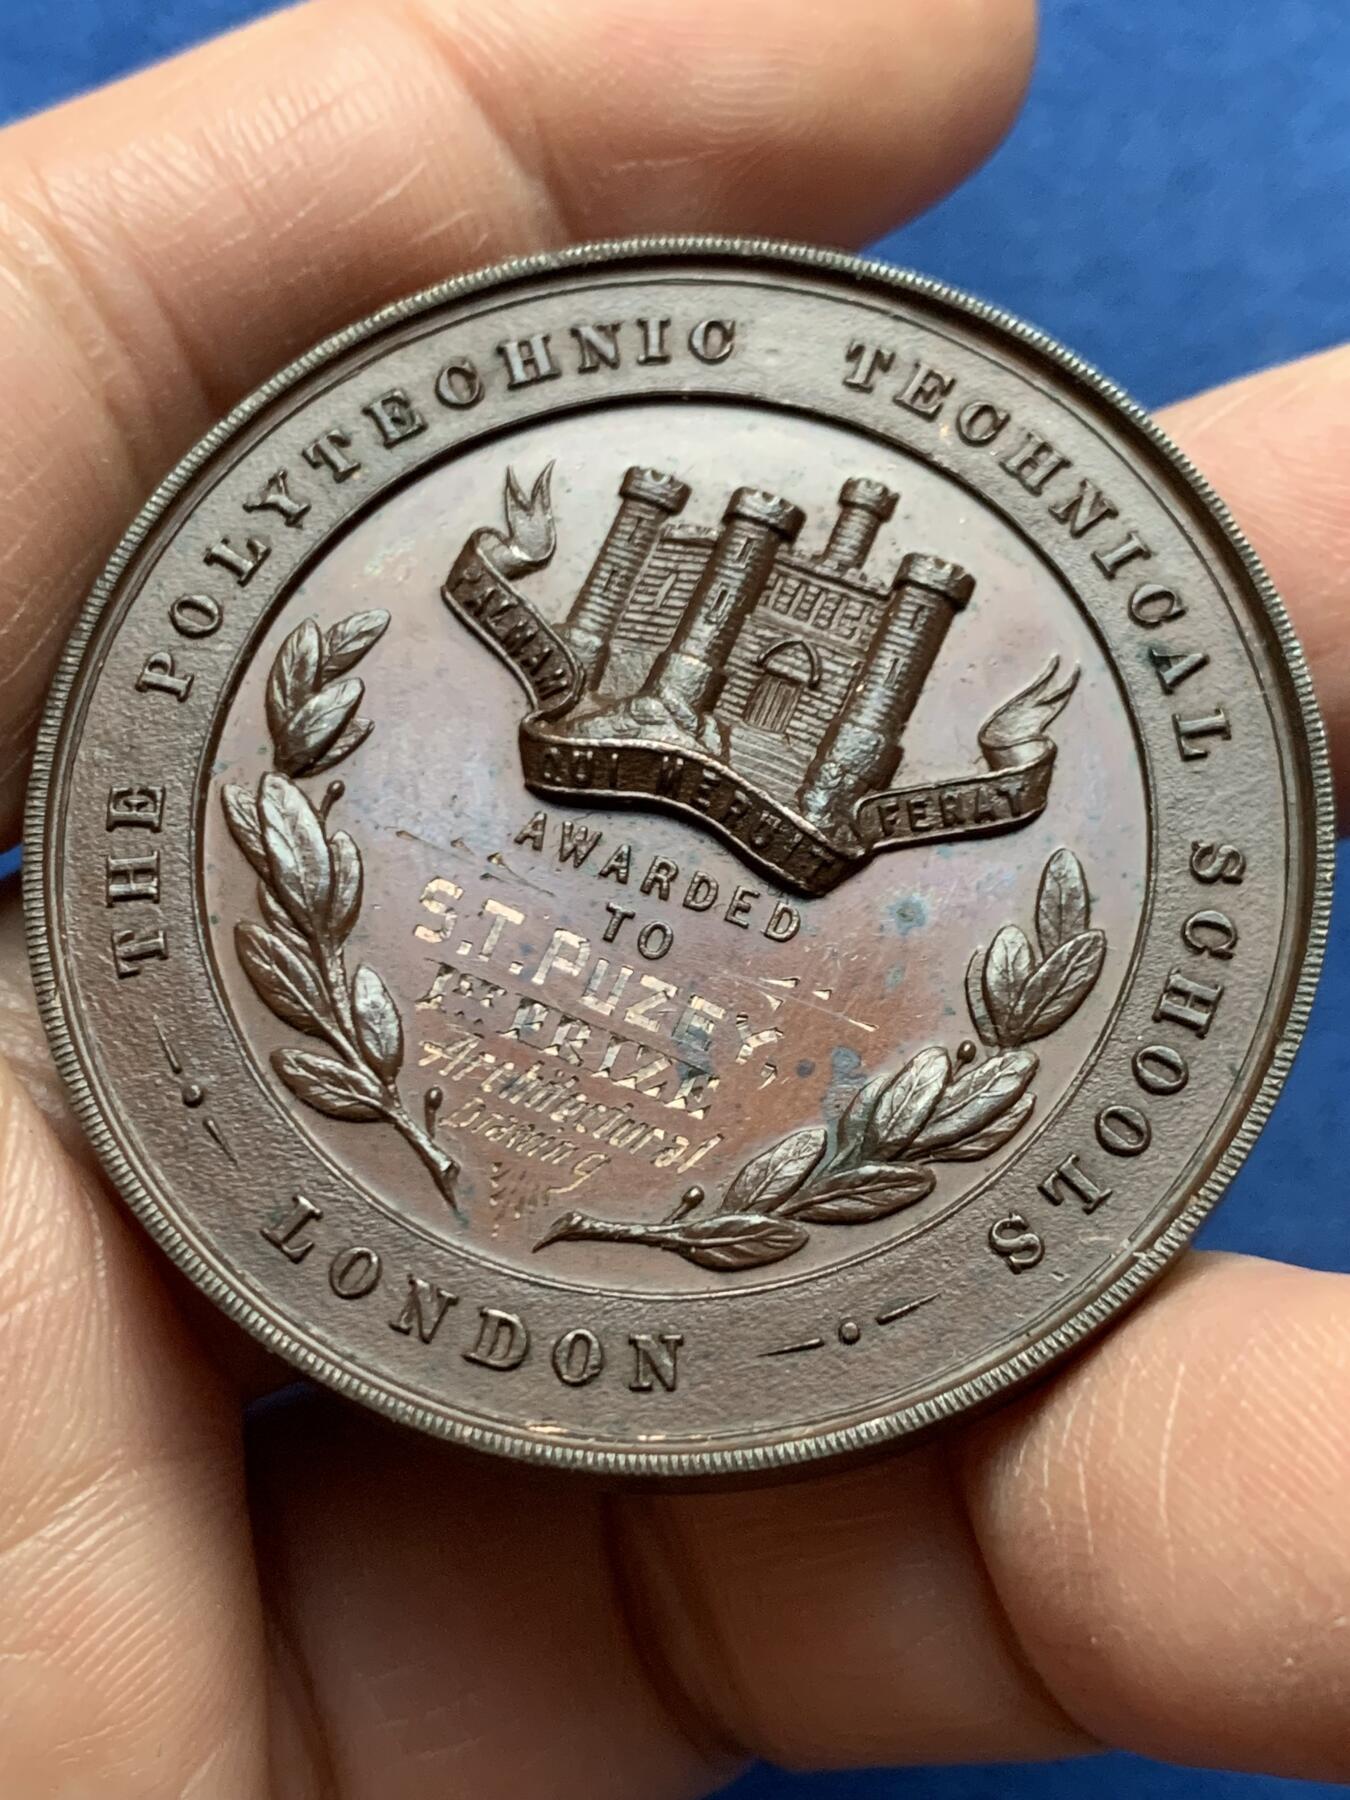 THE POLYTECHNIC TECHNICAL SCHOOLS
LONDON
PALMAM QUI MERUIT FERAT
AWARDED
TO
S.T. PUZEY,
1ST PRIZE
Architectural
Drawing